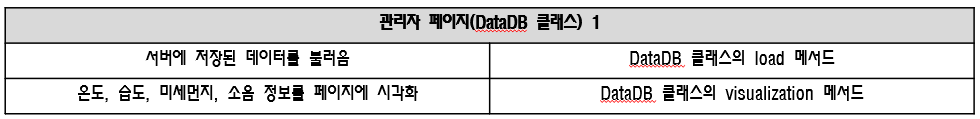 관리자 페이지(DataDB 클래스) 1
서버에 저장된 데이터를 불러옴
DataDB 클래스의 load 메서드
온도, 습도, 미세먼지, 소음 정보를 페이지에 시각화
DataDB 클래스의 visualization 메서드